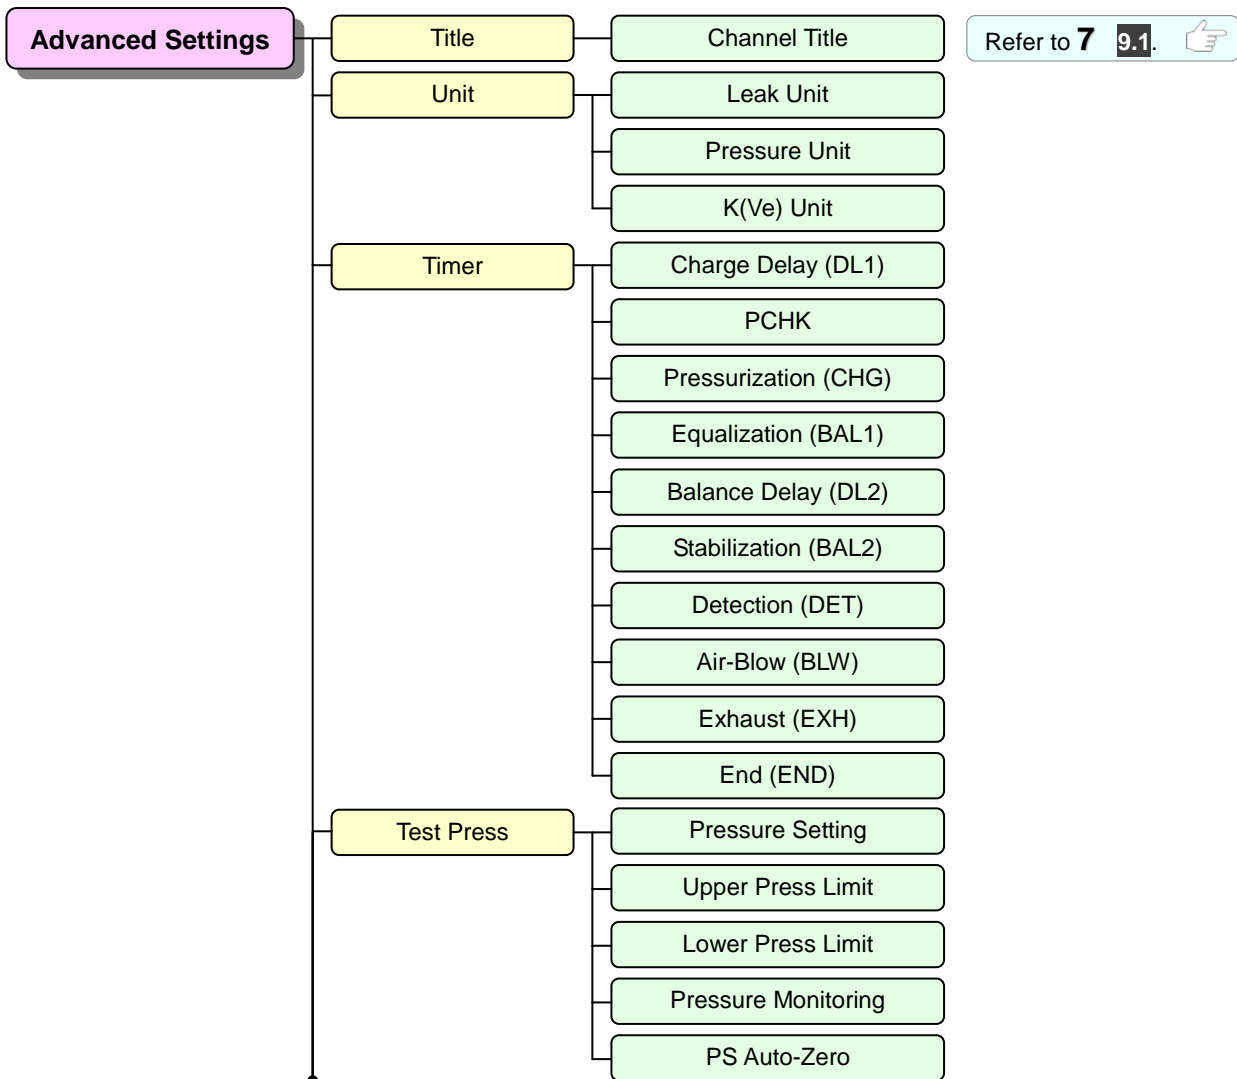 Advanced Settings
Title
Channel Title
Refer to 7 9.1.
Unit
Leak Unit
Pressure Unit
K(Ve) Unit
Timer
Charge Delay (DL1)
PCHK
Pressurization (CHG)
Equalization (BAL1)
Balance Delay (DL2)
Stabilization (BAL2)
Detection (DET)
Air-Blow (BLW)
Exhaust (EXH)
End (END)
Test Press
Pressure Setting
Upper Press Limit
Lower Press Limit
Pressure Monitoring
PS Auto-Zero